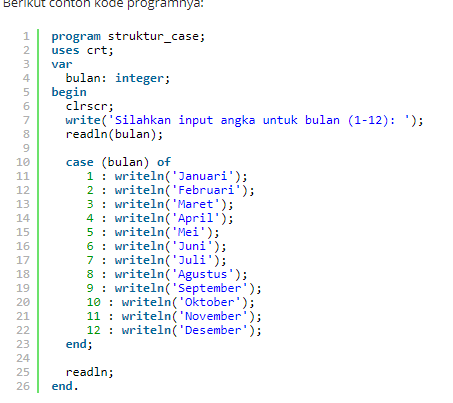 Berikut contoh kode programnya:
1 program struktur_case;
2 uses crt;
3 var
4   bulan: integer;
5 begin
6   clrscr;
7   write('Silahkan input angka untuk bulan (1-12): ');
8   readln(bulan);
9
10   case (bulan) of
11      1 : writeln('Januari');
12      2 : writeln('Februari');
13      3 : writeln('Maret');
14      4 : writeln('April');
15      5 : writeln('Mei');
16      6 : writeln('Juni');
17      7 : writeln('Juli');
18      8 : writeln('Agustus');
19      9 : writeln('September');
20      10 : writeln('Oktober');
21      11 : writeln('November');
22      12 : writeln('Desember');
23   end;
24
25   readln;
26 end.